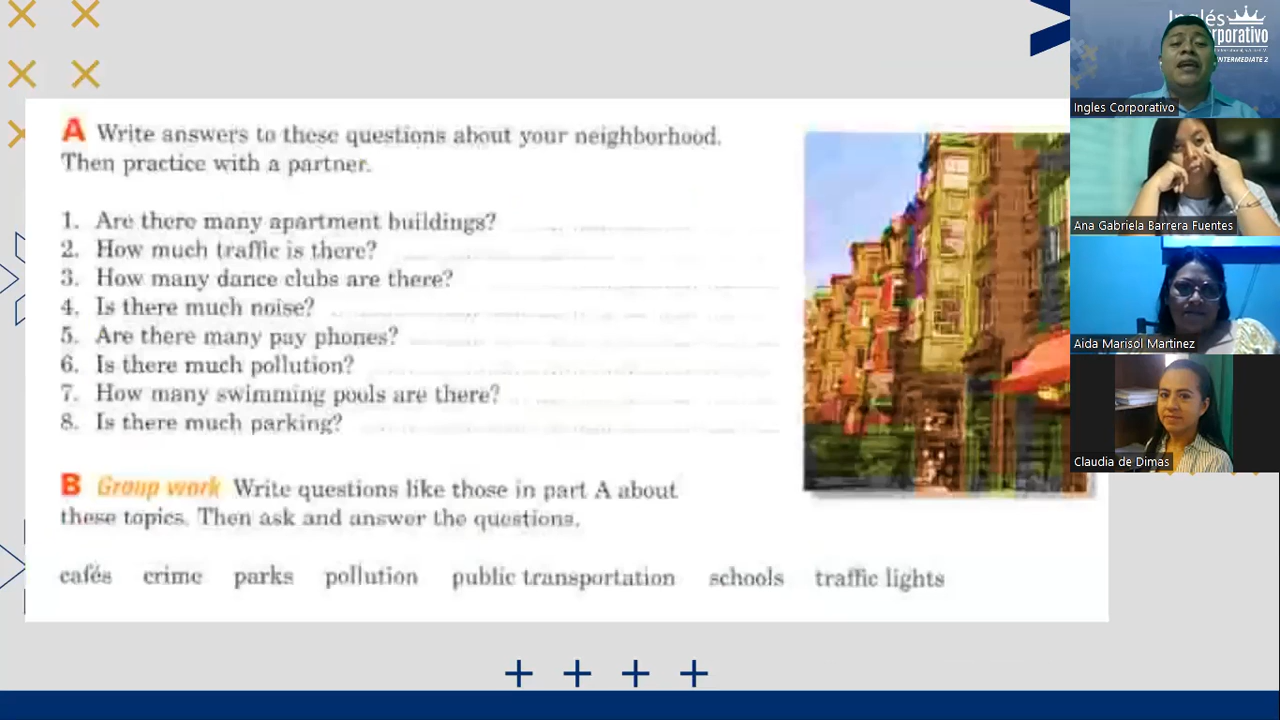 A Write answers to these questions about your neighborhood.
Then practice with a partner.
1. Are there many apartment buildings?
2. How much traffic is there?
3. How many dance clubs are there?
4. Is there much noise?
5. Are there many pay phones?
6. Is there much pollution?
7. How many swimming pools are there?
8. Is there much parking?
B Group work Write questions like those in part A about
these topics. Then ask and answer the questions.
cafés crime parks pollution public transportation schools traffic lights
Inglés
rporativo
INTERMEDIATE 2
Ingles Corporativo
Ana Gabriela Barrera Fuentes
Aida Marisol Martinez
Claudia de Dimas